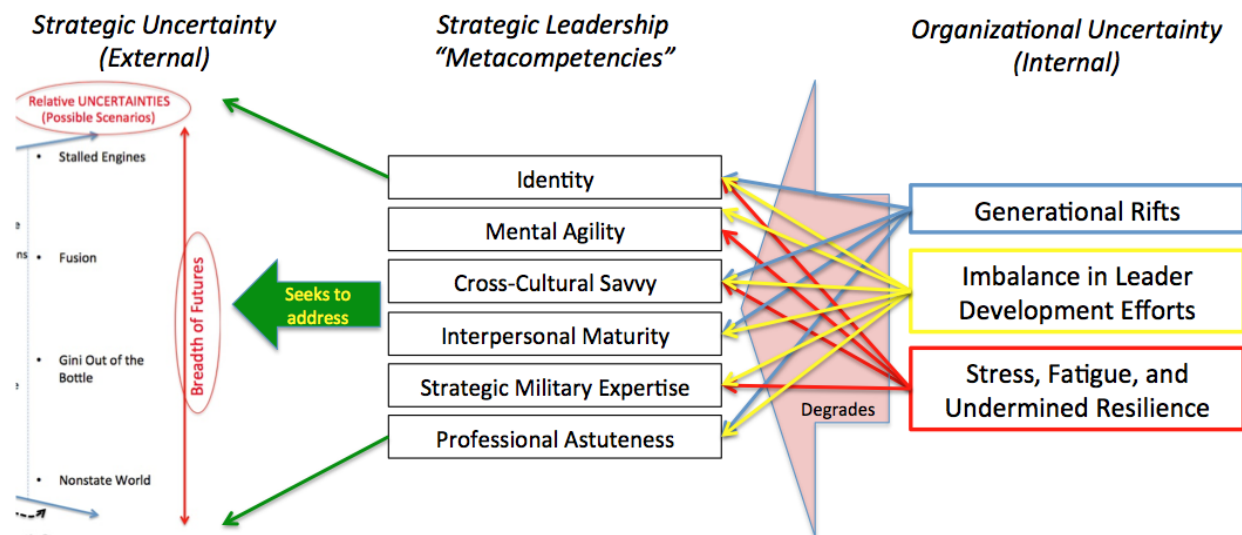 Strategic Uncertainty
(External)
Strategic Leadership
“Metacompetencies”
Organizational Uncertainty
(Internal)
Relative UNCERTAINTIES
(Possible Scenarios)
• Stalled Engines
• Fusion
• Gini Out of the
Bottle
• Nonstate World
Breadth of Futures
Seeks to
address
Identity
Mental Agility
Cross-Cultural Savvy
Interpersonal Maturity
Strategic Military Expertise
Professional Astuteness
Degrades
Generational Rifts
Imbalance in Leader
Development Efforts
Stress, Fatigue, and
Undermined Resilience